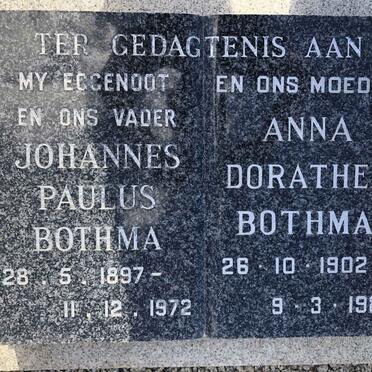 TER GEDAGTENIS AAN
MY EGGENOOT
EN ONS VADER
JOHANNES
PAULUS
BOTHMA
28 . 5 . 1897 -
11 . 12 . 1972
EN ONS MOED
ANNA
DORATHE
BOTHMA
26 · 10 · 1902
9 · 3 · 198